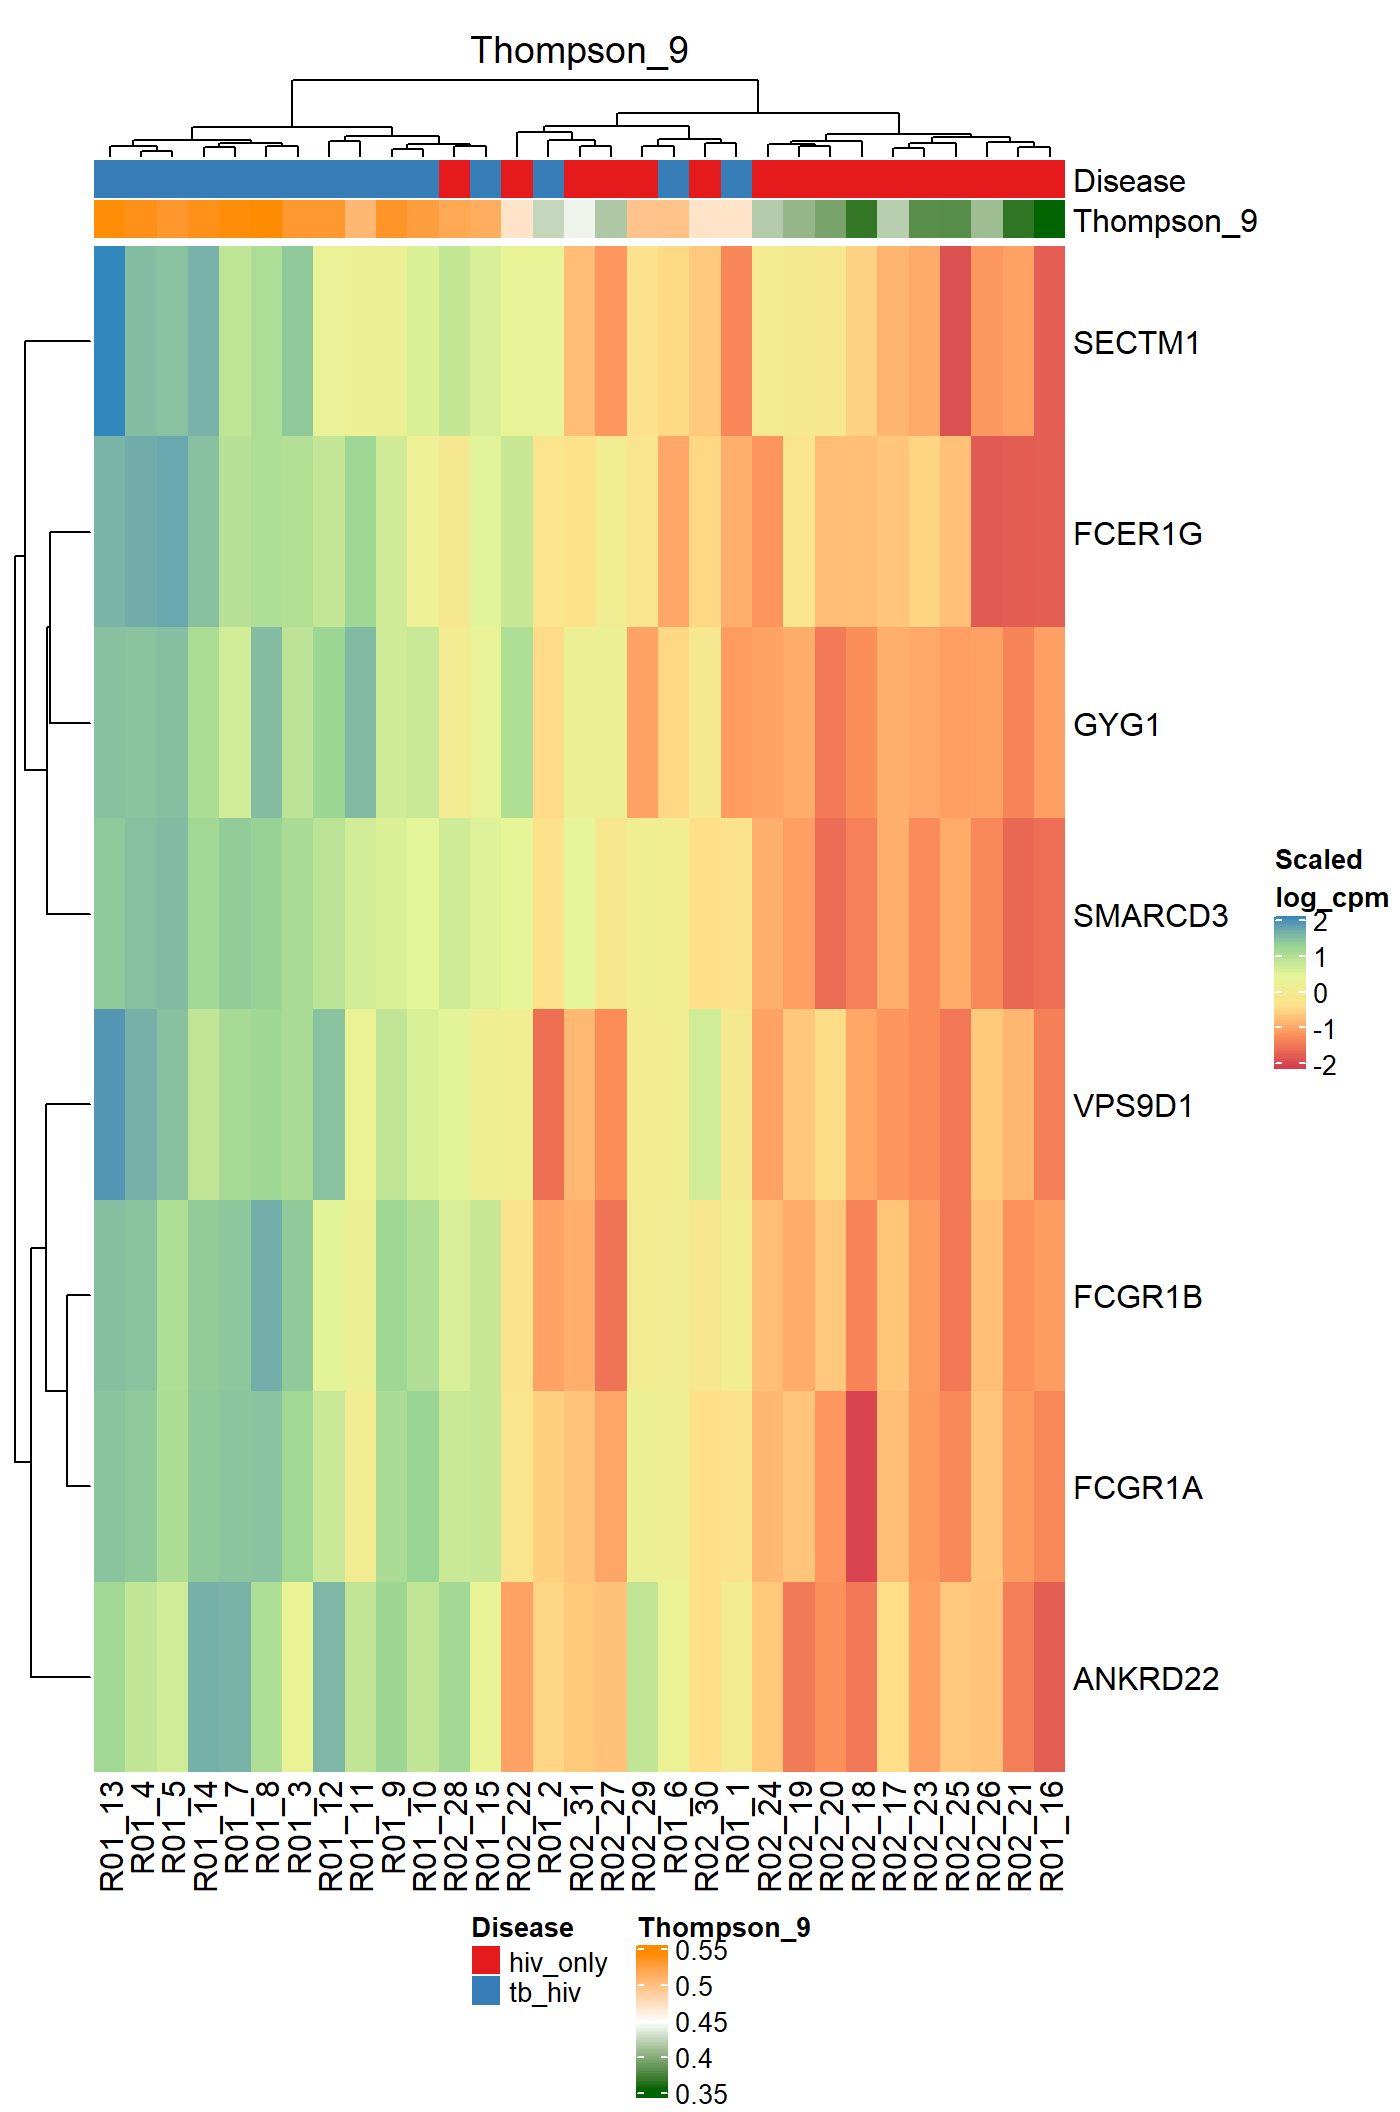 Thompson_9
Disease
Thompson_9
SECTM1
FCER1G
GYG1
SMARCD3
VPS9D1
FCGR1B
FCGR1A
ANKRD22
Scaled
log_cpm
2
1
0
-1
-2
R01_13
R01_4
R01_5
R01_14
R01_7
R01_8
R01_3
R01_12
R01_11
R01_9
R01_10
R02_28
R01_15
R02_22
R01_2
R02_31
R02_27
R02_29
R01_6
R02_30
R01_1
R02_24
R02_19
R02_20
R02_18
R02_17
R02_23
R02_25
R02_26
R02_21
R01_16
Disease
hiv_only
tb_hiv
Thompson_9
0.55
0.5
0.45
0.4
0.35